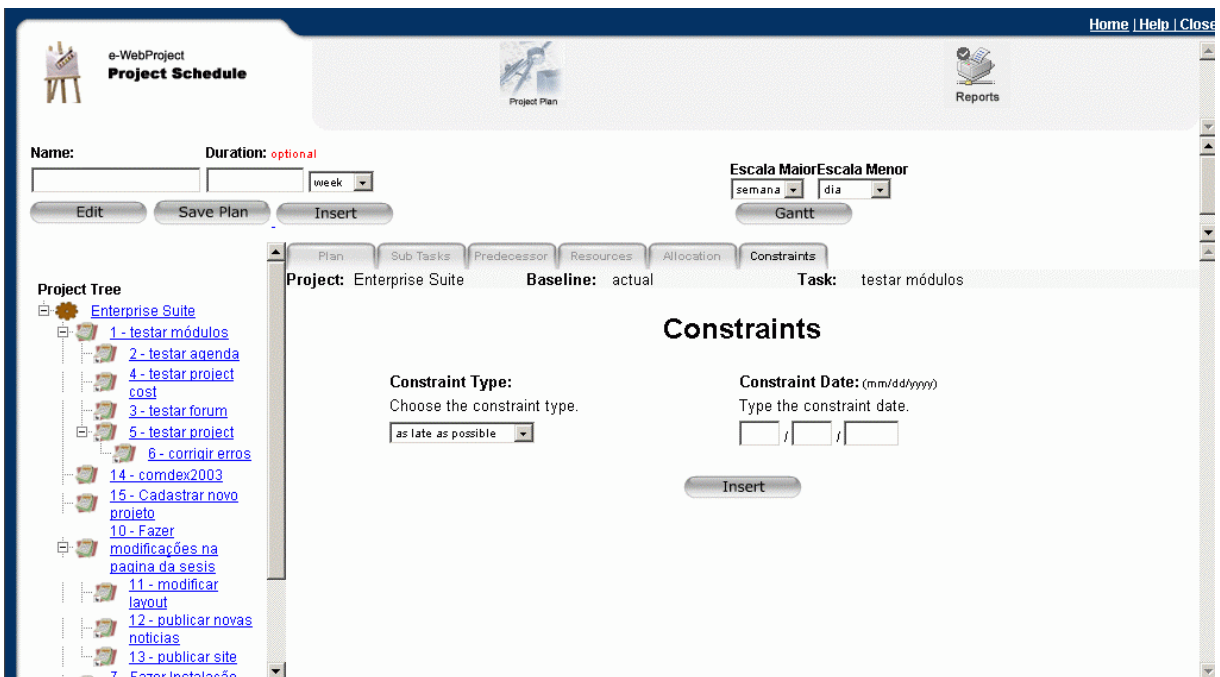 Home | Help | Close
e-WebProject
Project Schedule
Project Plan
Reports
Name:
Duration: optional
week
Edit
Save Plan
Insert
Escala MaiorEscala Menor
semana
dia
Gantt
Plan
Sub Tasks
Predecessor
Resources
Allocation
Constraints
Project: Enterprise Suite
Baseline: actual
Task: testar módulos
Project Tree
Enterprise Suite
1 - testar módulos
2 - testar agenda
4 - testar project
cost
3 - testar forum
5 - testar project
6 - corrigir erros
14 - comdex2003
15 - Cadastrar novo
projeto
10 - Fazer
modificações na
pagina da sesis
11 - modificar
layout
12 - publicar novas
noticias
13 - publicar site
7 - Fazer Instalação
Constraints
Constraint Type:
Choose the constraint type.
as late as possible
Constraint Date: (mm/dd/yyyy)
Type the constraint date.
/ /
Insert